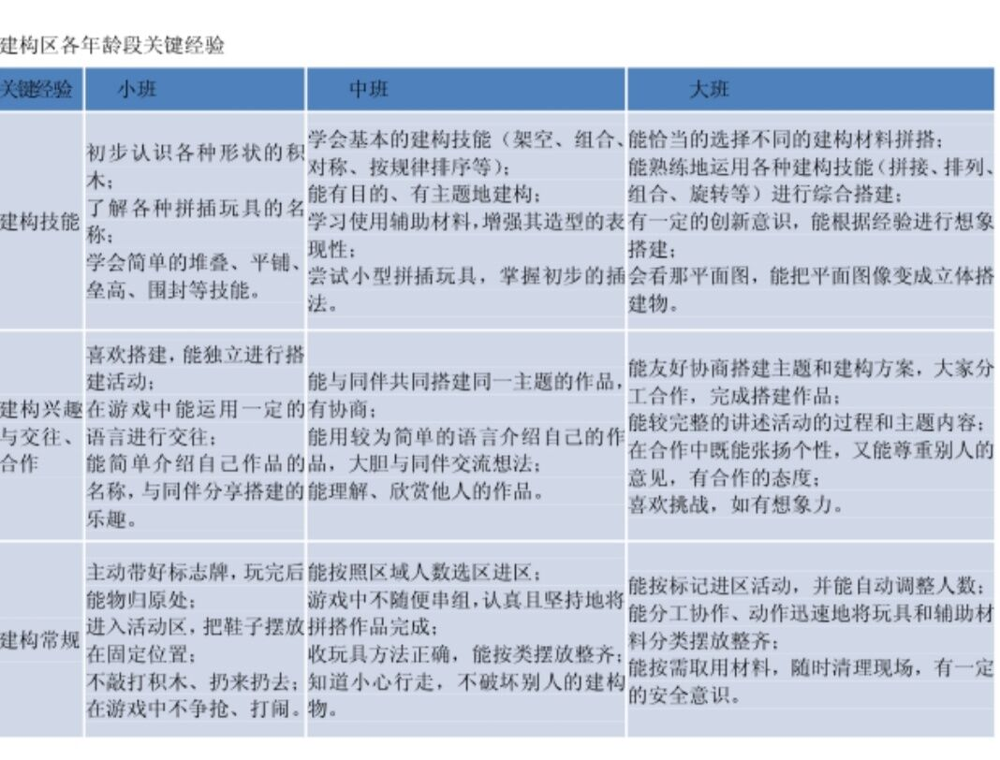 建构区各年龄段关键经验
关键经验 小班 中班 大班
建构技能
初步认识各种形状的积
木；
了解各种拼插玩具的名
称；
学会简单的堆叠、平铺、
垒高、围封等技能。
学会基本的建构技能（架空、组合、
对称、按规律排序等）；
能有目的、有主题地建构；
学习使用辅助材料，增强其造型的表
现性；
尝试小型拼插玩具，掌握初步的插
法。
能恰当的选择不同的建构材料拼搭；
能熟练地运用各种建构技能（拼接、排列、
组合、旋转等）进行综合搭建；
有一定的创新意识，能根据经验进行想象
搭建；
会看那平面图，能把平面图像变成立体搭
建物。
建构兴趣
与交往、
合作
喜欢搭建，能独立进行搭
建活动；
在游戏中能运用一定的
语言进行交往；
能简单介绍自己作品的
名称，与同伴分享搭建的
乐趣。
能与同伴共同搭建同一主题的作品，
有协商；
能用较为简单的语言介绍自己的作
品，大胆与同伴交流想法；
能理解、欣赏他人的作品。
能友好协商搭建主题和建构方案，大家分
工合作，完成搭建作品；
能较完整的讲述活动的过程和主题内容；
在合作中既能张扬个性，又能尊重别人的
意见，有合作的态度；
喜欢挑战，如有想象力。
建构常规
主动带好标志牌，玩完后
能物归原处；
进入活动区，把鞋子摆放
在固定位置；
不敲打积木、扔来扔去；
在游戏中不争抢、打闹。
能按照区域人数选区进区；
游戏中不随便串组，认真且坚持地将
拼搭作品完成；
收玩具方法正确，能按类摆放整齐；
知道小心行走，不破坏别人的建构
物。
能按标记进区活动，并能自动调整人数；
能分工协作、动作迅速地将玩具和辅助材
料分类摆放整齐；
能按需取用材料，随时清理现场，有一定
的安全意识。